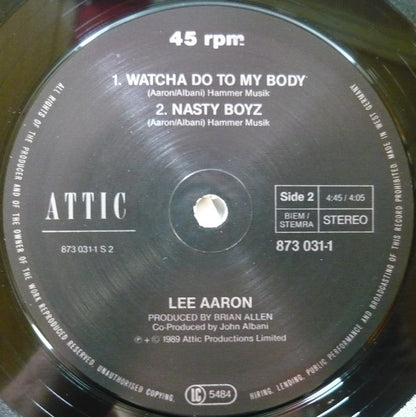 45 rpm
1. WATCHA DO TO MY BODY
(Aaron/Albani) Hammer Musik
2. NASTY BOYZ
(Aaron/Albani) Hammer Musik
ATTIC
873 031-1 S 2
Side 2
4:45 / 4:05
BIEM /
STEMRA
STEREO
873 031-1
LEE AARON
PRODUCED BY BRIAN ALLEN
Co-Produced by John Albani
℗ + © 1989 Attic Productions Limited
LC 5484
ALL RIGHTS OF THE PRODUCER AND OF THE OWNER OF THE WORK REPRODUCED RESERVED. UNAUTHORISED COPYING, HIRING, LENDING, PUBLIC PERFORMANCE AND BROADCASTING OF THIS RECORD PROHIBITED. MADE IN WEST GERMANY